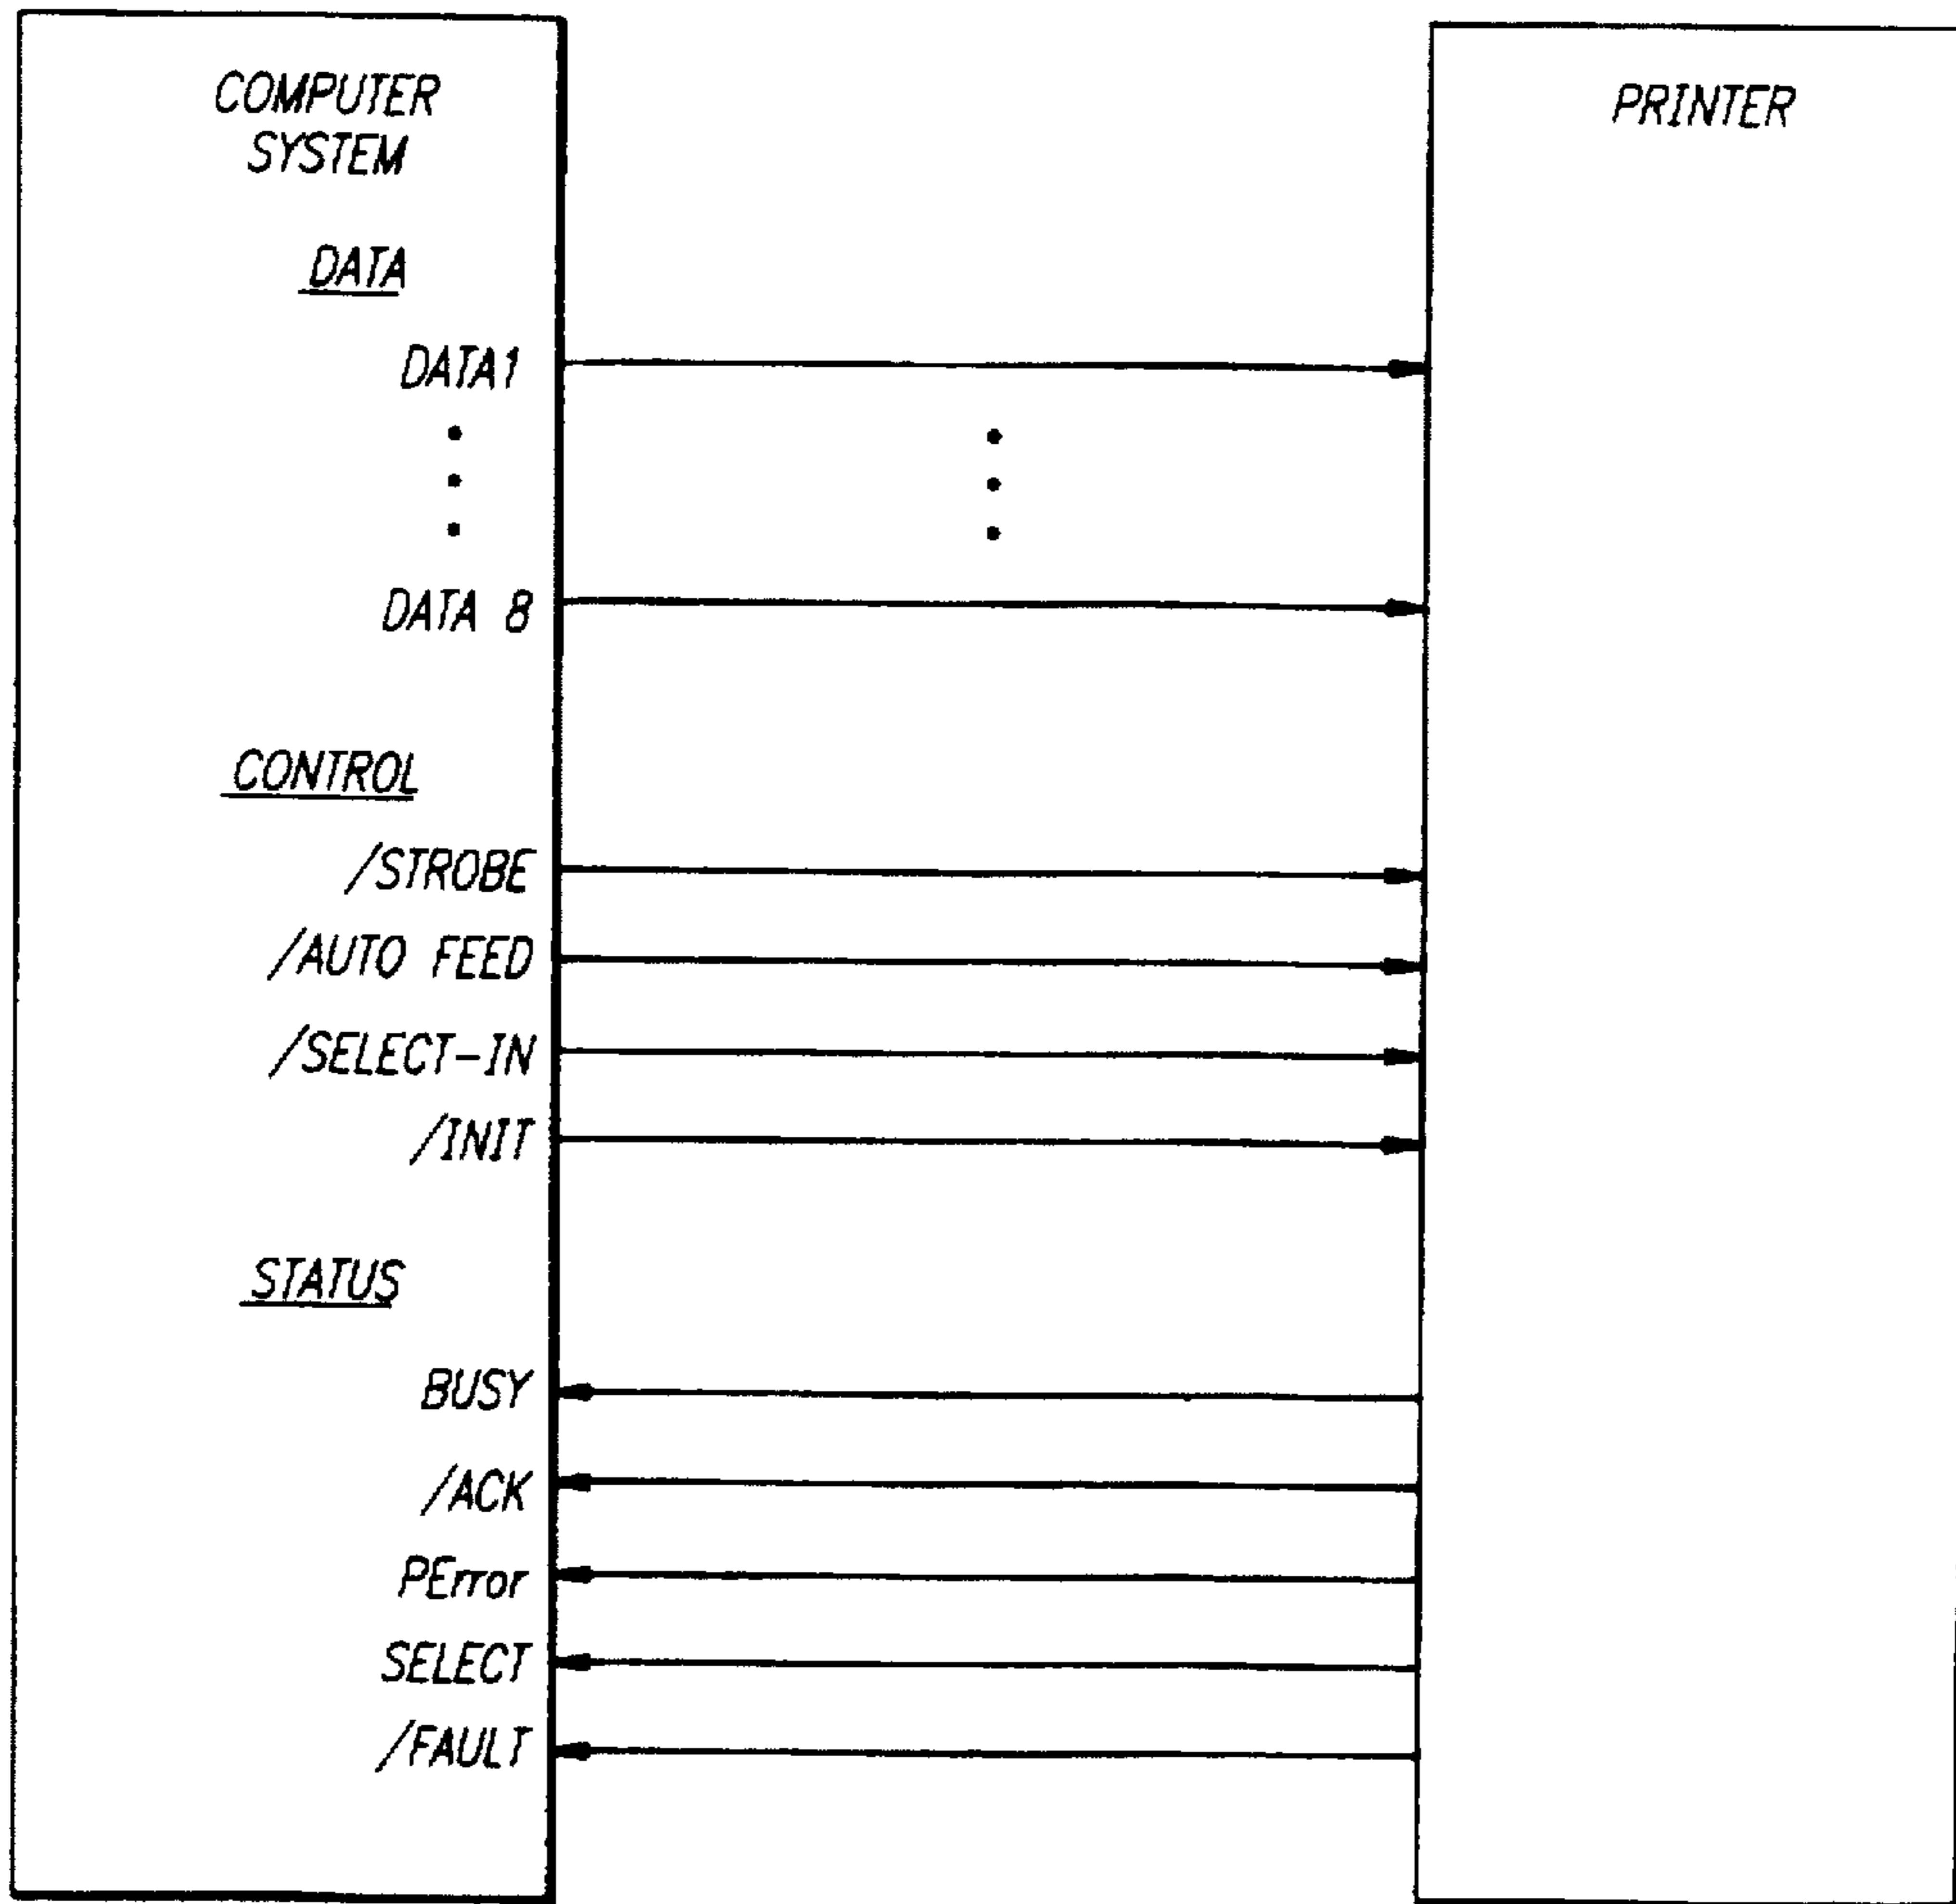 COMPUTER
SYSTEM
PRINTER
DATA
DATA1
DATA 8
CONTROL
/STROBE
/AUTO FEED
/SELECT-IN
/INIT
STATUS
BUSY
/ACK
PError
SELECT
/FAULT